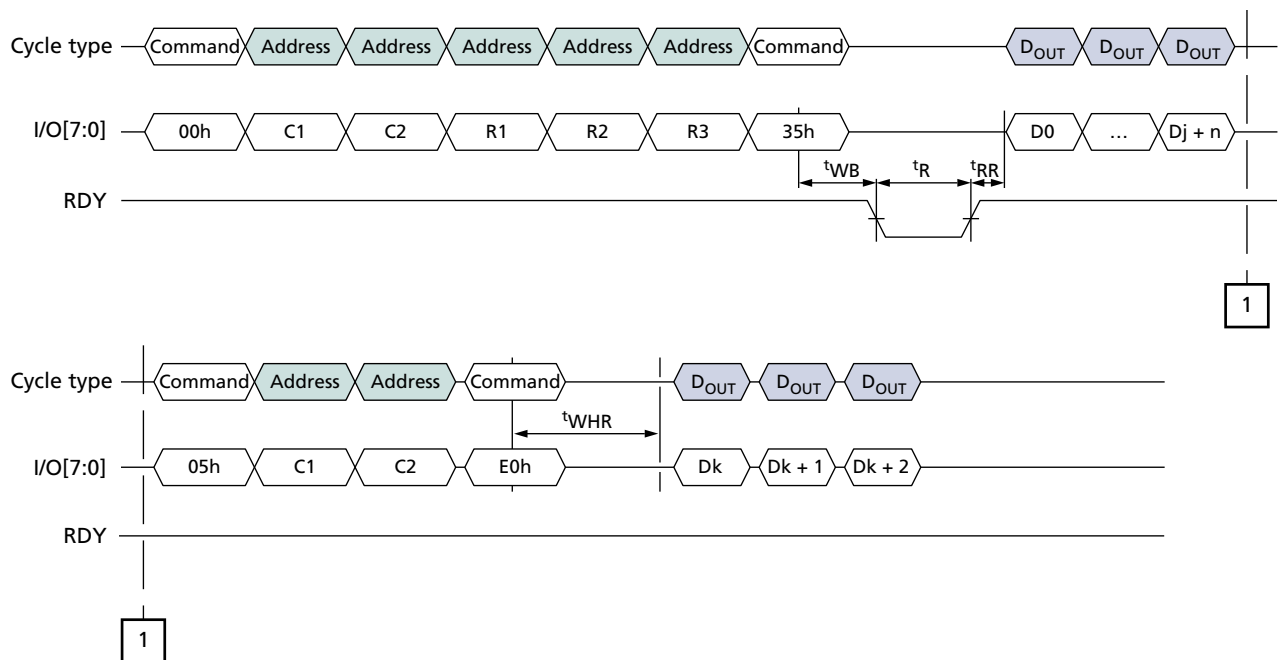 Cycle type Command Address Address Address Address Address Command DOUT DOUT DOUT
I/O[7:0] 00h C1 C2 R1 R2 R3 35h D0 … Dj + n
tWB tR tRR
RDY
1
Cycle type Command Address Address Command DOUT DOUT DOUT
tWHR
I/O[7:0] 05h C1 C2 E0h Dk Dk + 1 Dk + 2
RDY
1